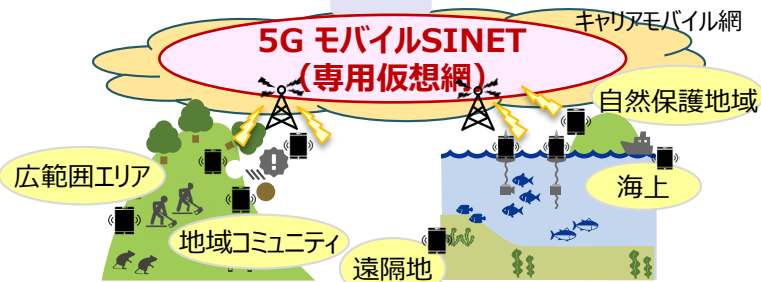 キャリアモバイル網
5G モバイルSINET
（専用仮想網）
自然保護地域
広範囲エリア
海上
地域コミュニティ
遠隔地